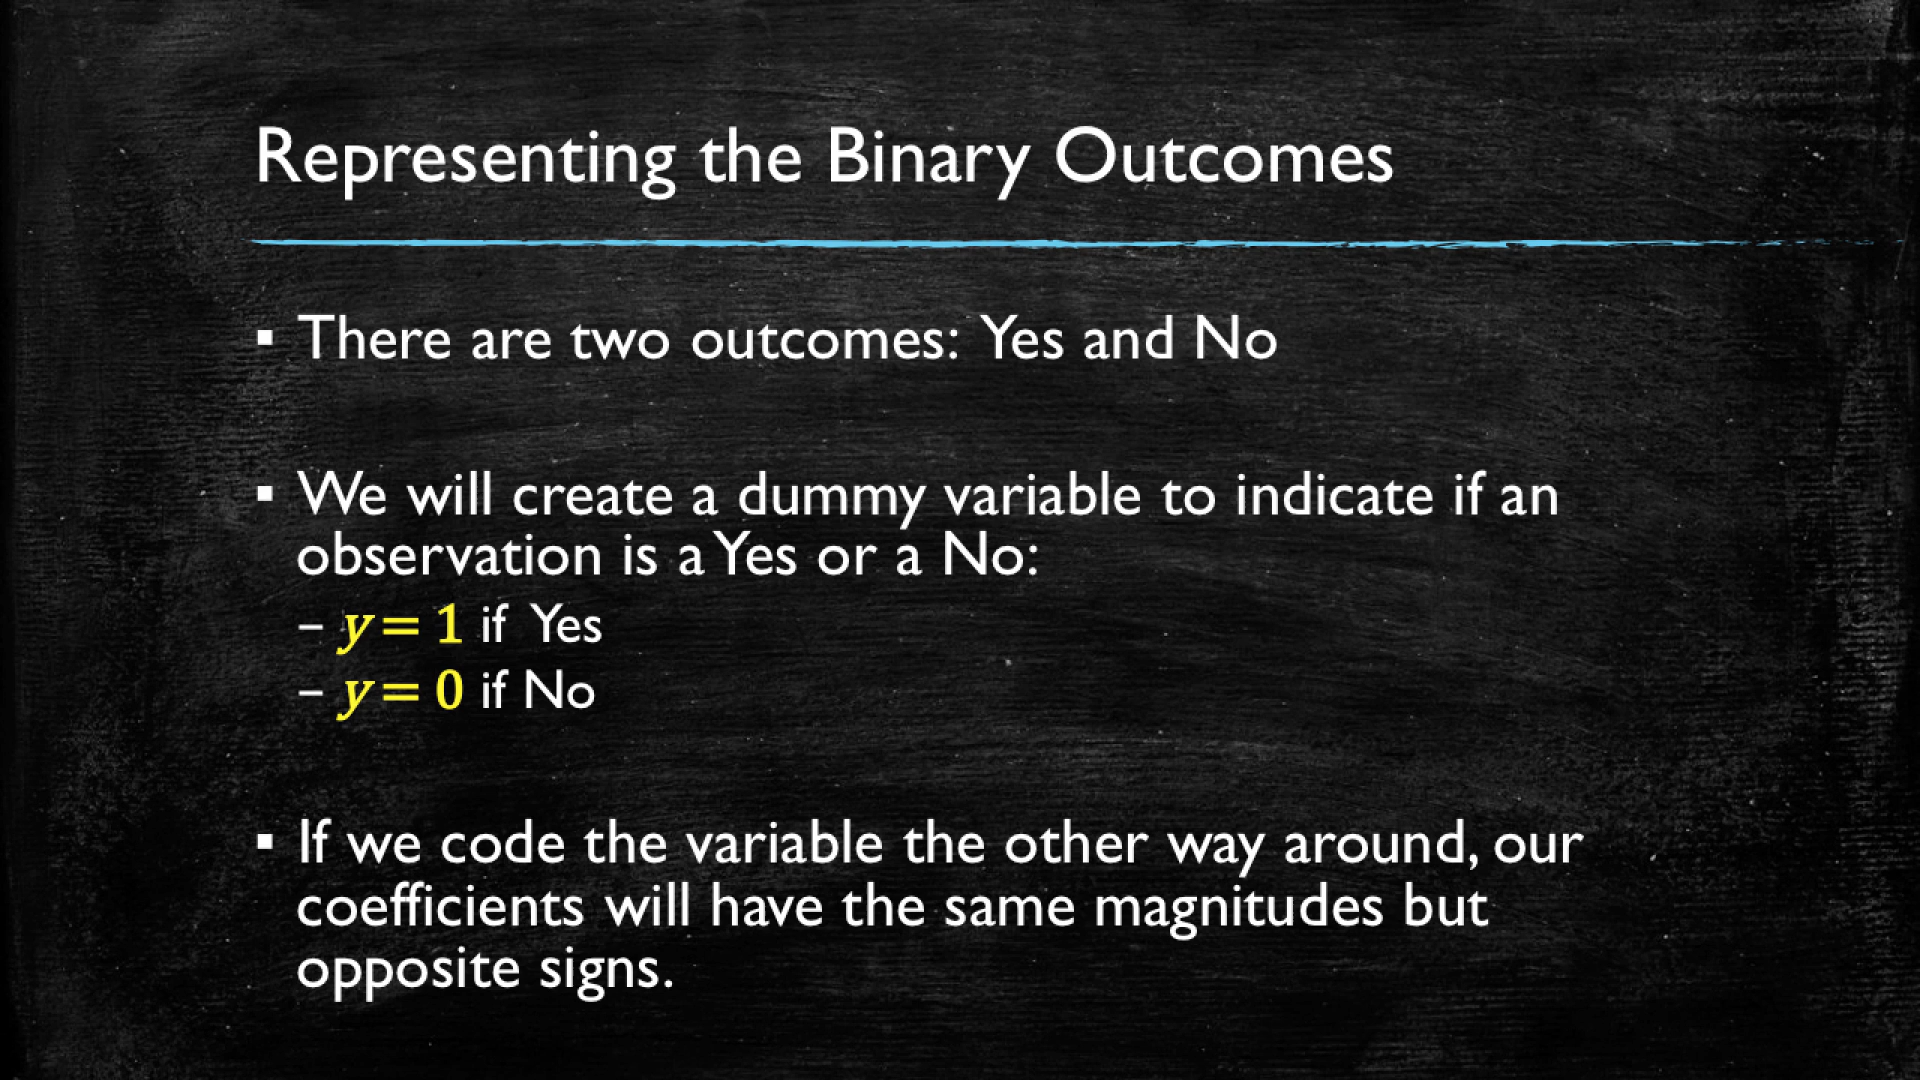 Representing the Binary Outcomes
▪ There are two outcomes: Yes and No
▪ We will create a dummy variable to indicate if an
observation is a Yes or a No:
– y = 1 if Yes
– y = 0 if No
▪ If we code the variable the other way around, our
coefficients will have the same magnitudes but
opposite signs.